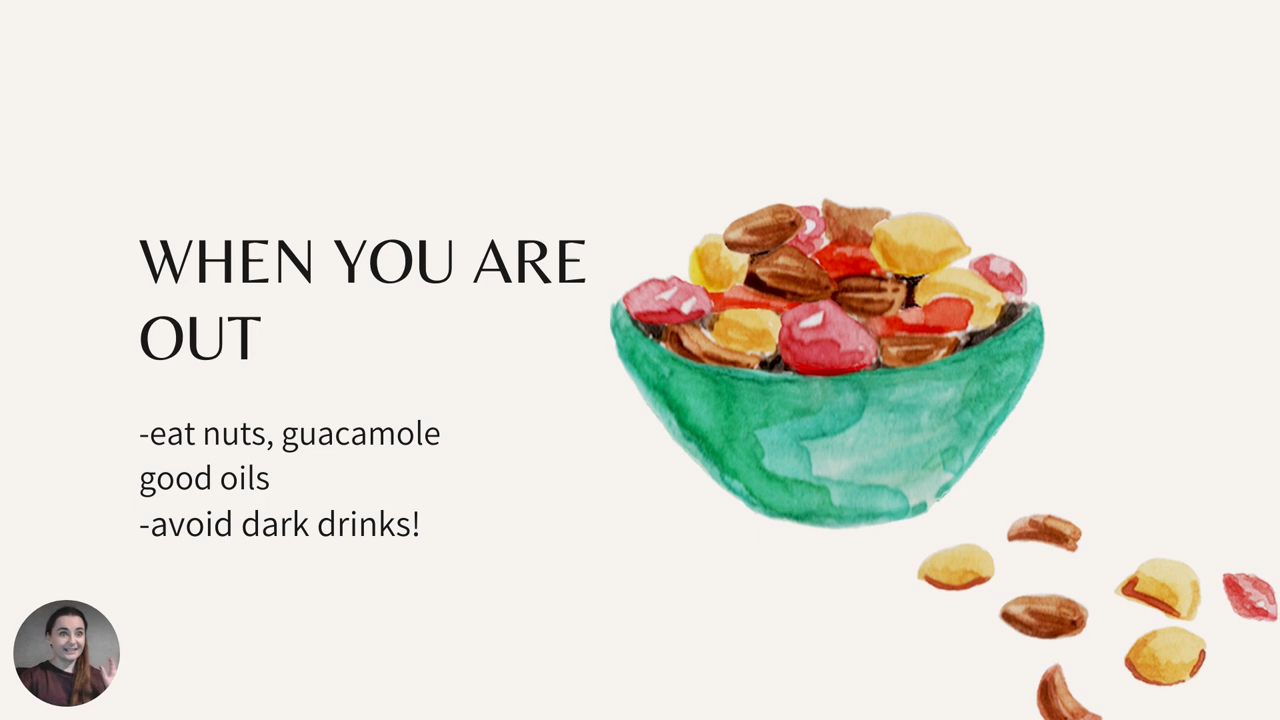 WHEN YOU ARE
OUT
-eat nuts, guacamole
good oils
-avoid dark drinks!